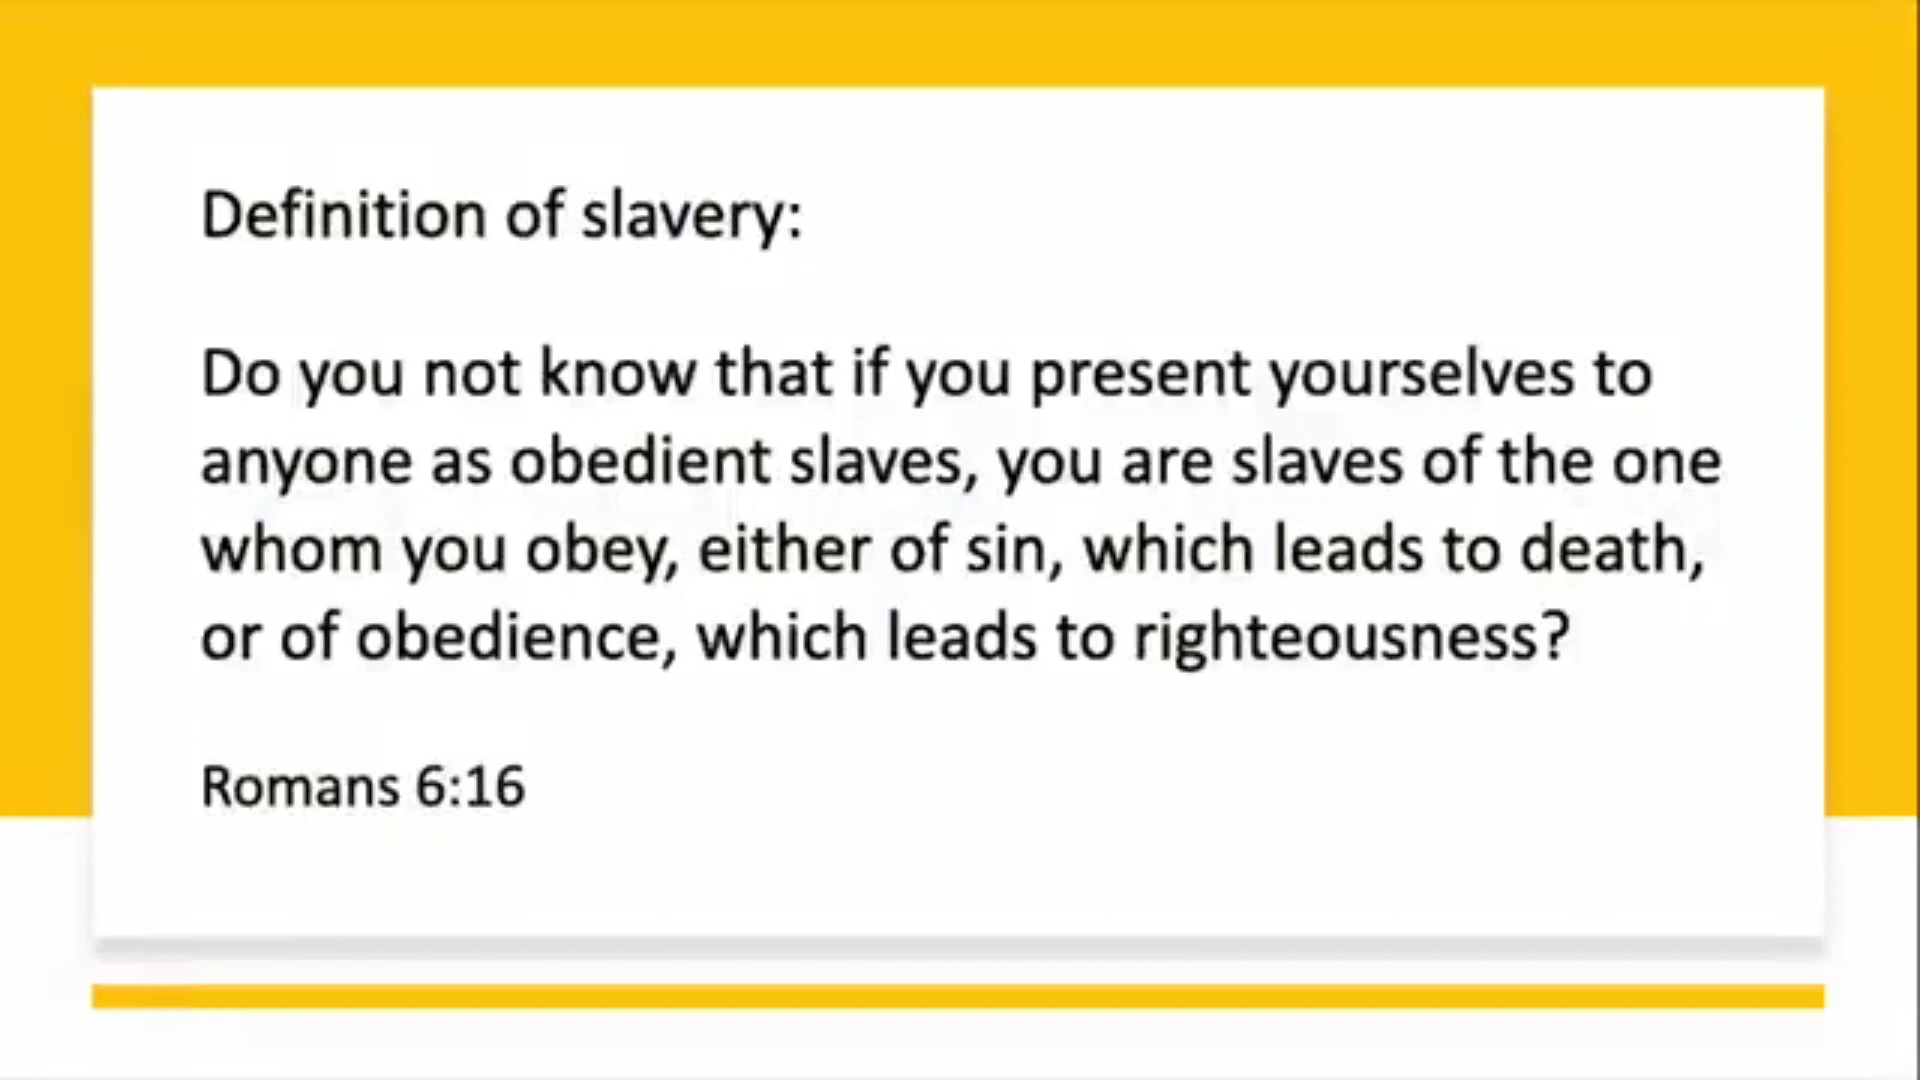 Definition of slavery:
Do you not know that if you present yourselves to
anyone as obedient slaves, you are slaves of the one
whom you obey, either of sin, which leads to death,
or of obedience, which leads to righteousness?
Romans 6:16